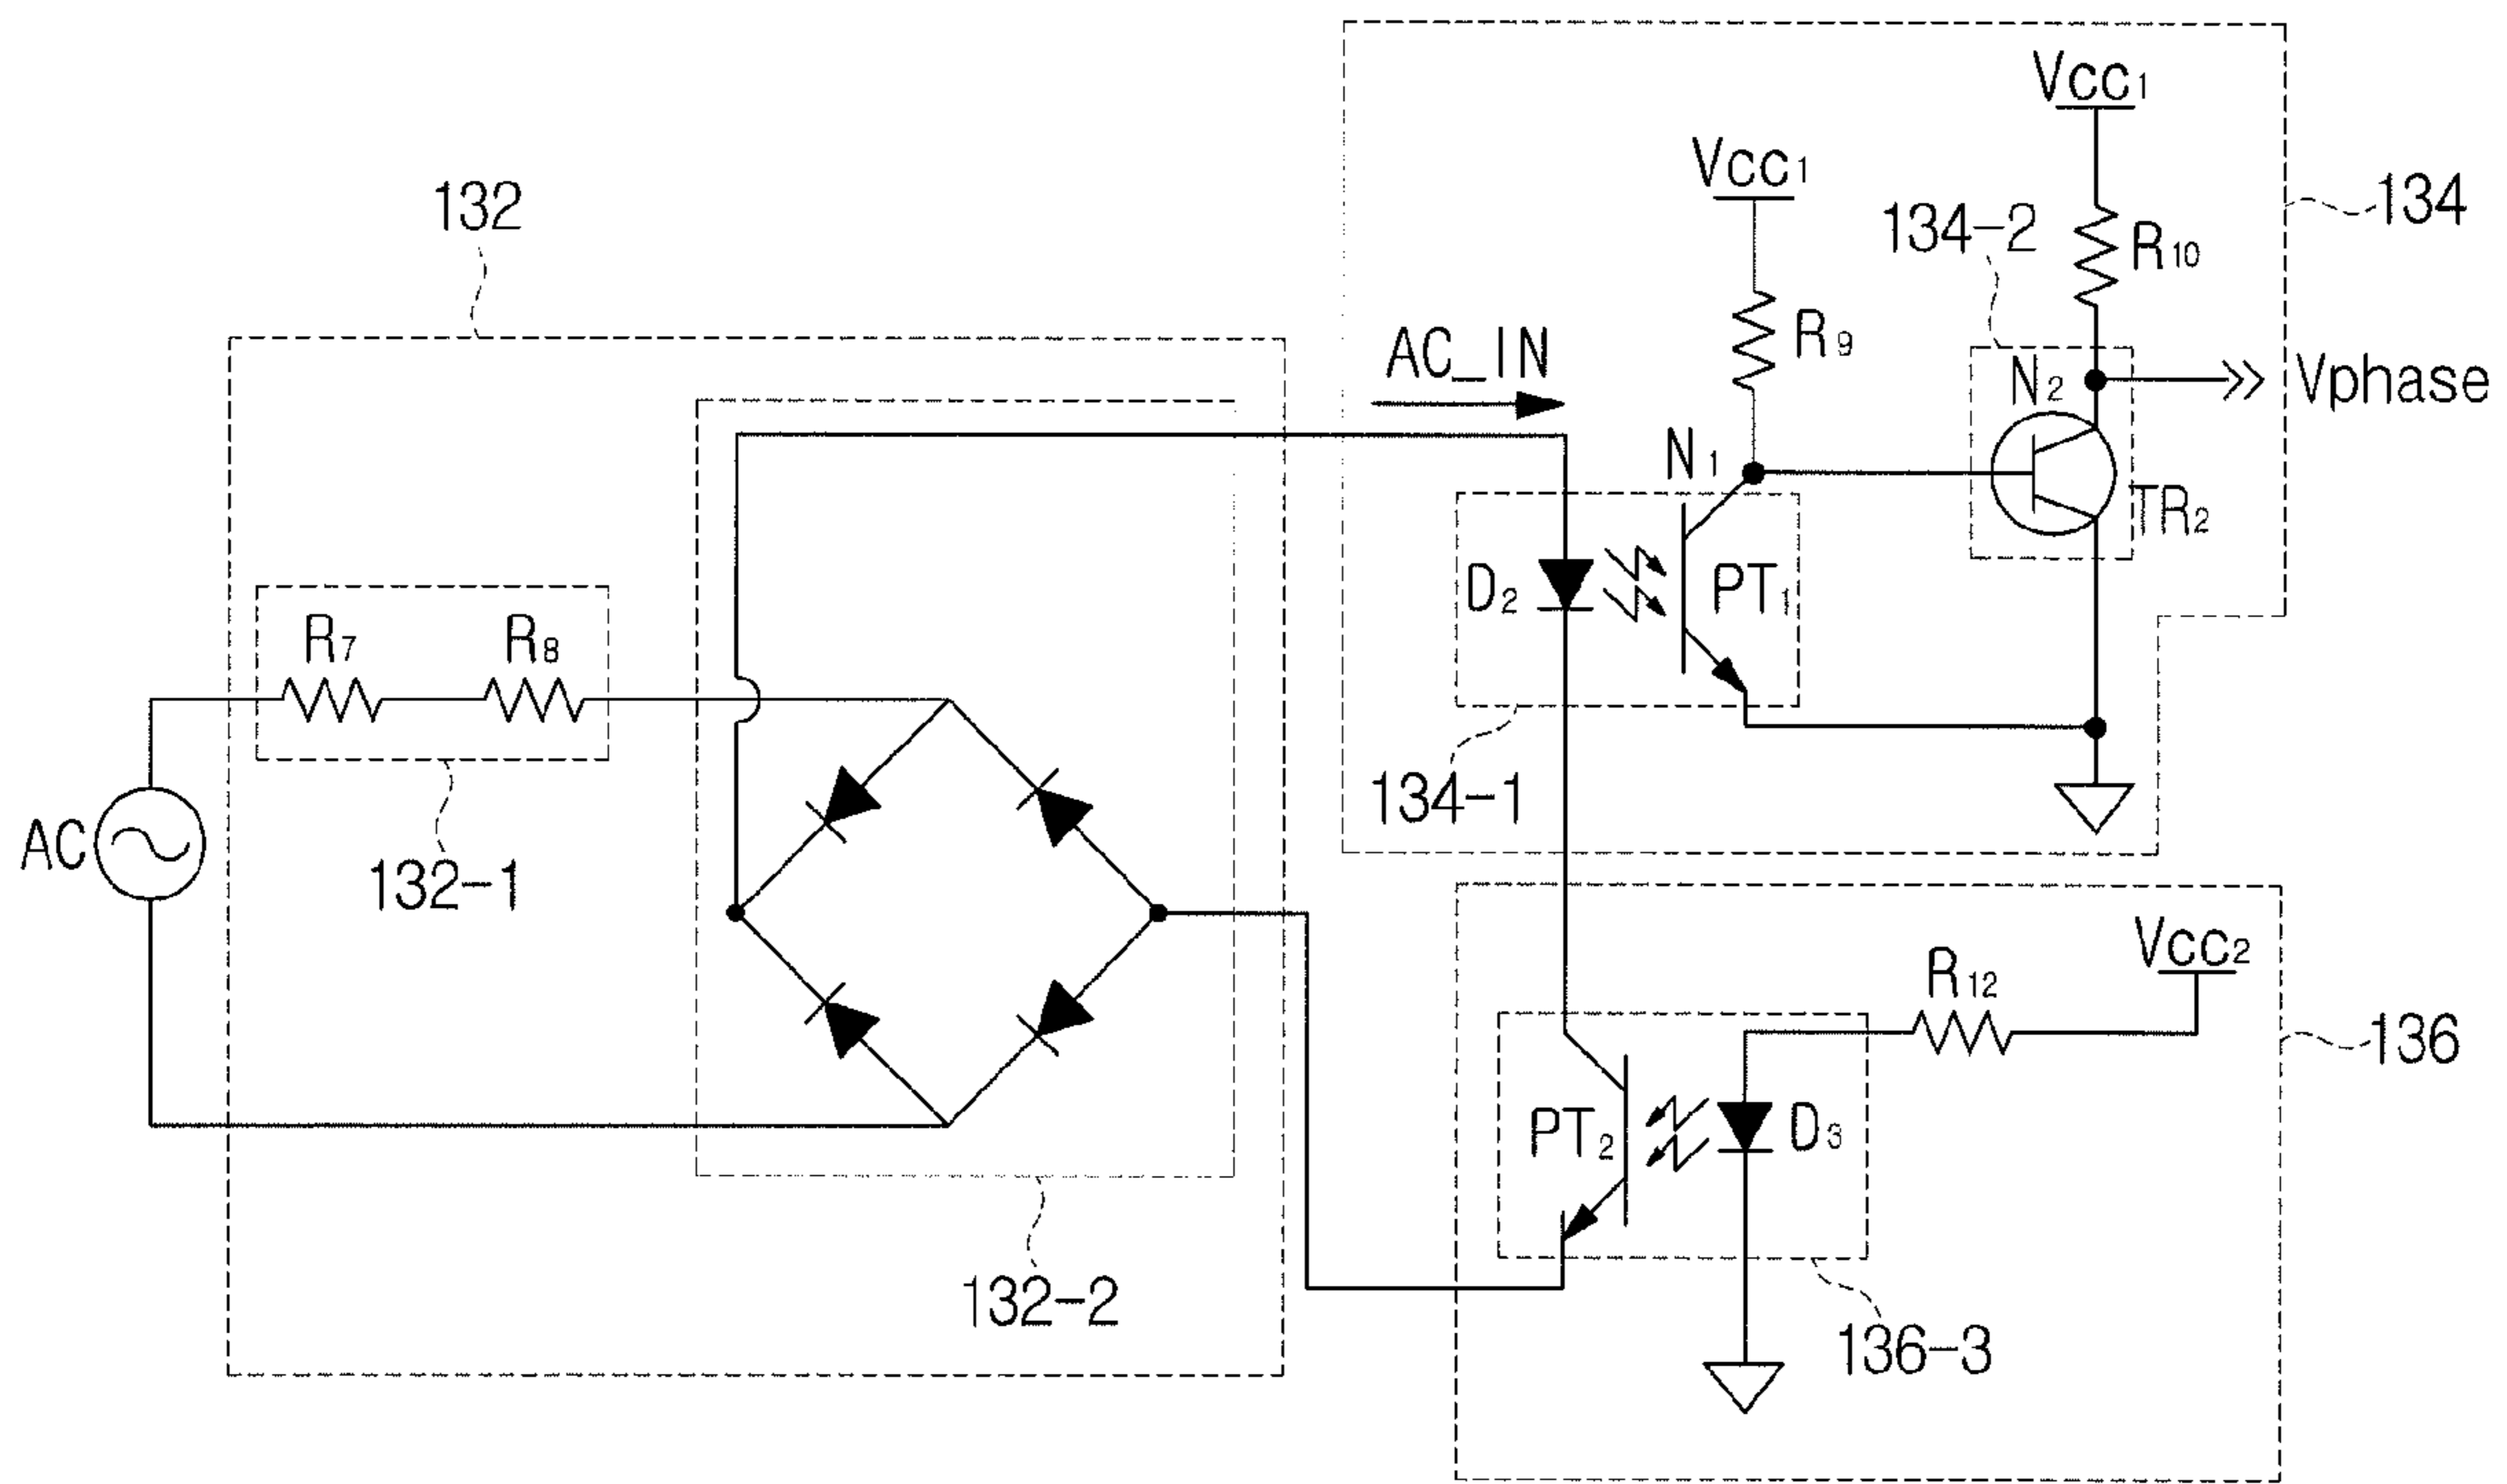 Vcc1
Vcc1
132
134-2
134
R10
R9
AC_IN
N2
Vphase
N1
TR2
D2
PT1
R7
R8
134-1
AC
132-1
Vcc2
R12
136
PT2
D3
132-2
136-3